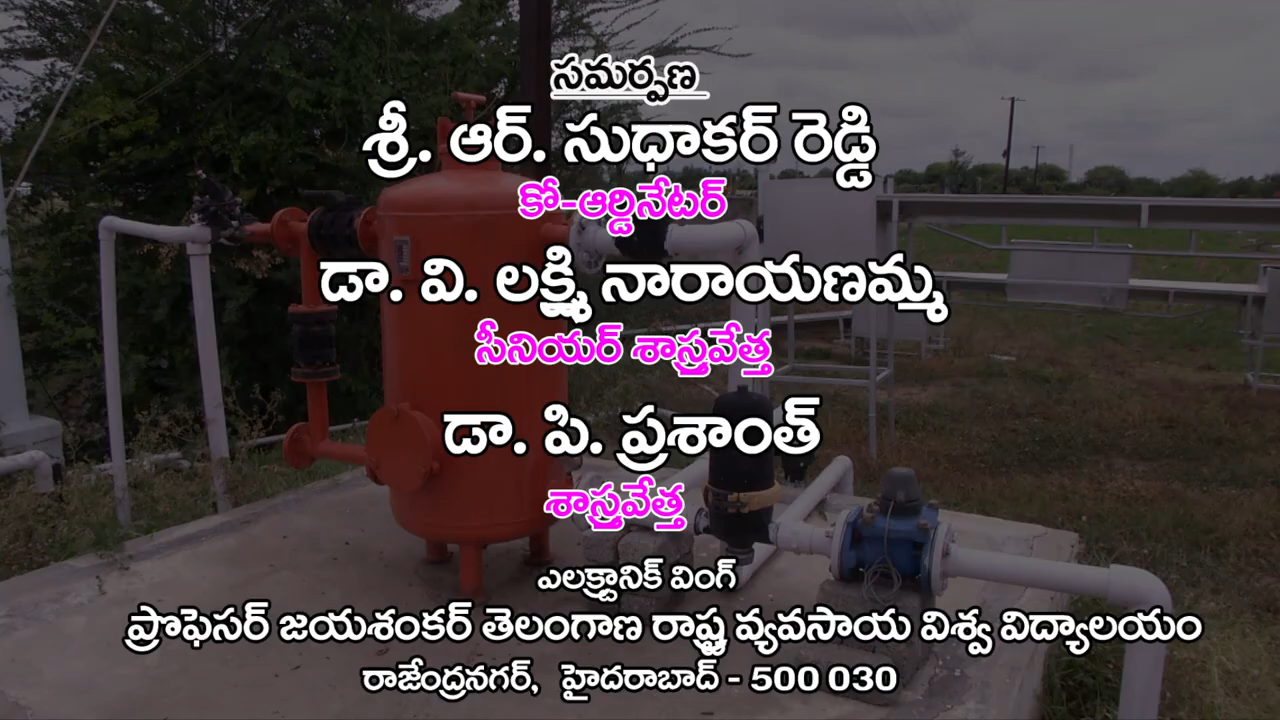 సమర్పణ
శ్రీ. ఆర్. సుధాకర్ రెడ్డి
కో-ఆర్డినేటర్
డా. వి. లక్ష్మి నారాయణమ్మ
సీనియర్ శాస్త్రవేత్త
డా. పి. ప్రశాంత్
శాస్త్రవేత్త
ఎలక్ట్రానిక్ వింగ్
ప్రొఫెసర్ జయశంకర్ తెలంగాణ రాష్ట్ర వ్యవసాయ విశ్వ విద్యాలయం
రాజేంద్రనగర్, హైదరాబాద్ - 500 030